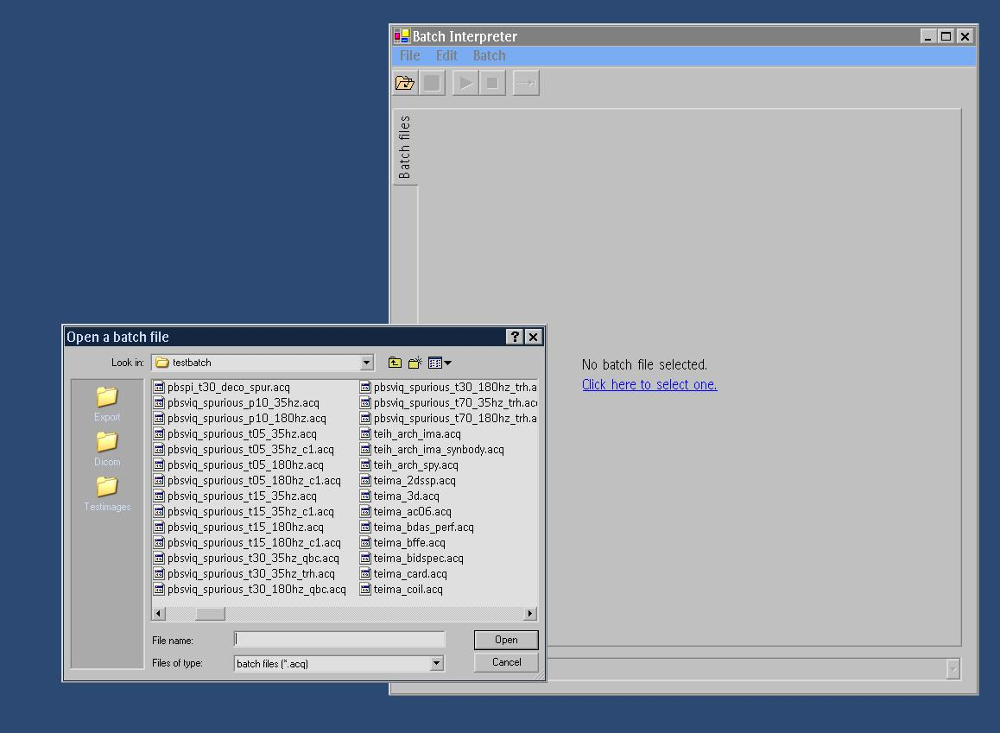 Batch Interpreter
File Edit Batch
Batch files
No batch file selected.
Click here to select one.
Open a batch file
Look in: testbatch
Export
Dicom
Testimages
pbspi_t30_deco_spur.acq
pbsviq_spurious_p10_35hz.acq
pbsviq_spurious_p10_180hz.acq
pbsviq_spurious_t05_35hz.acq
pbsviq_spurious_t05_35hz_c1.acq
pbsviq_spurious_t05_180hz.acq
pbsviq_spurious_t05_180hz_c1.acq
pbsviq_spurious_t15_35hz.acq
pbsviq_spurious_t15_35hz_c1.acq
pbsviq_spurious_t15_180hz.acq
pbsviq_spurious_t15_180hz_c1.acq
pbsviq_spurious_t30_35hz_qbc.acq
pbsviq_spurious_t30_35hz_trh.acq
pbsviq_spurious_t30_180hz_qbc.acq
pbsviq_spurious_t30_180hz_trh.a
pbsviq_spurious_t70_35hz_trh.ac
pbsviq_spurious_t70_180hz_trh.a
teih_arch_ima.acq
teih_arch_ima_synbody.acq
teih_arch_spy.acq
teima_2dssp.acq
teima_3d.acq
teima_ac06.acq
teima_bdas_perf.acq
teima_bffe.acq
teima_bidspec.acq
teima_card.acq
teima_coil.acq
File name:
Open
Files of type: batch files (*.acq)
Cancel